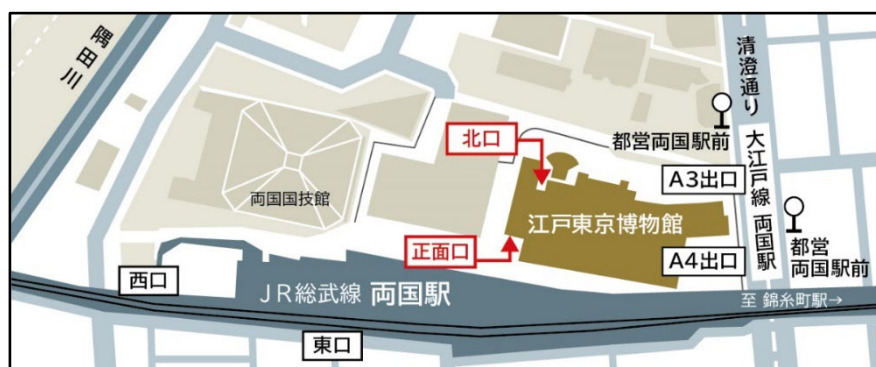 隅田川
清澄通り
都営両国駅前
北口
両国国技館
大江戸線 両国駅
A3出口
江戸東京博物館
正面口
都営
両国駅前
A4出口
西口
JR総武線 両国駅
至 錦糸町駅→
東口